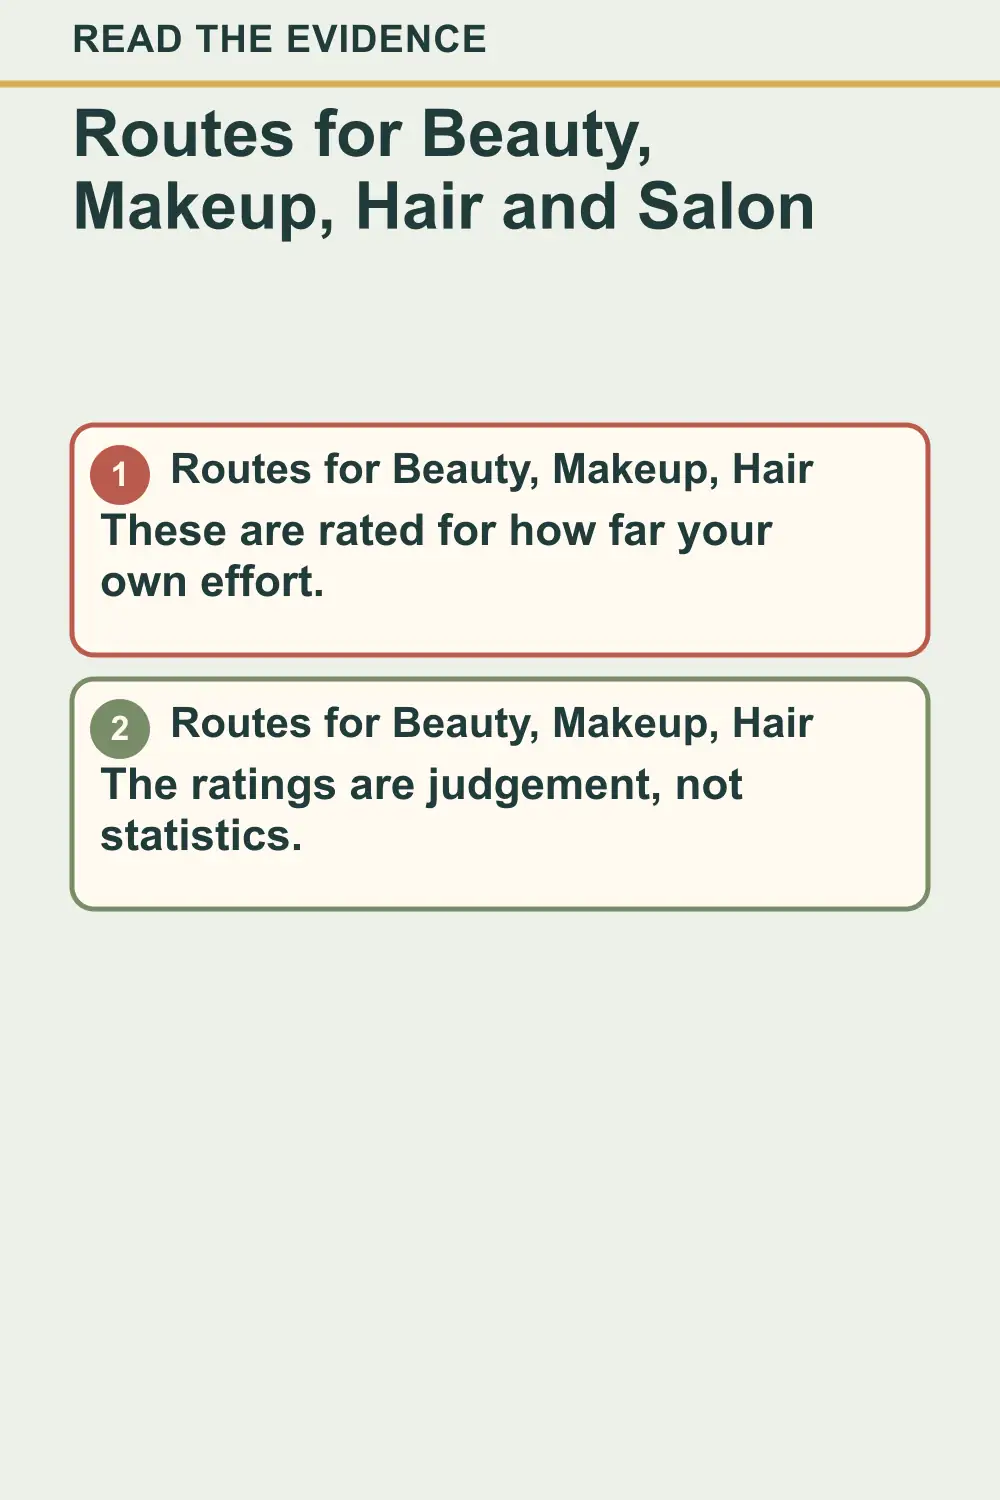 READ THE EVIDENCE
Routes for Beauty,
Makeup, Hair and Salon
1 Routes for Beauty, Makeup, Hair
These are rated for how far your
own effort.
2 Routes for Beauty, Makeup, Hair
The ratings are judgement, not
statistics.